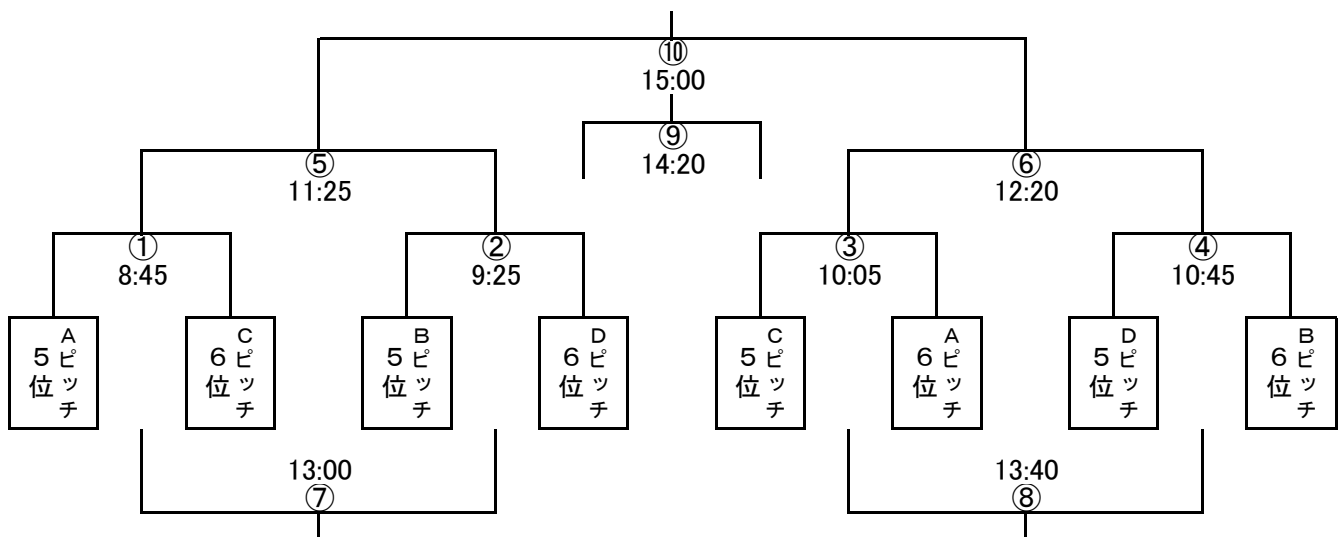 ⑩
15:00
⑨
14:20
⑤
11:25
⑥
12:20
①
8:45
②
9:25
③
10:05
④
10:45
Aピッチ
5位
Cピッチ
6位
Bピッチ
5位
Dピッチ
6位
Cピッチ
5位
Aピッチ
6位
Dピッチ
5位
Bピッチ
6位
13:00
⑦
13:40
⑧